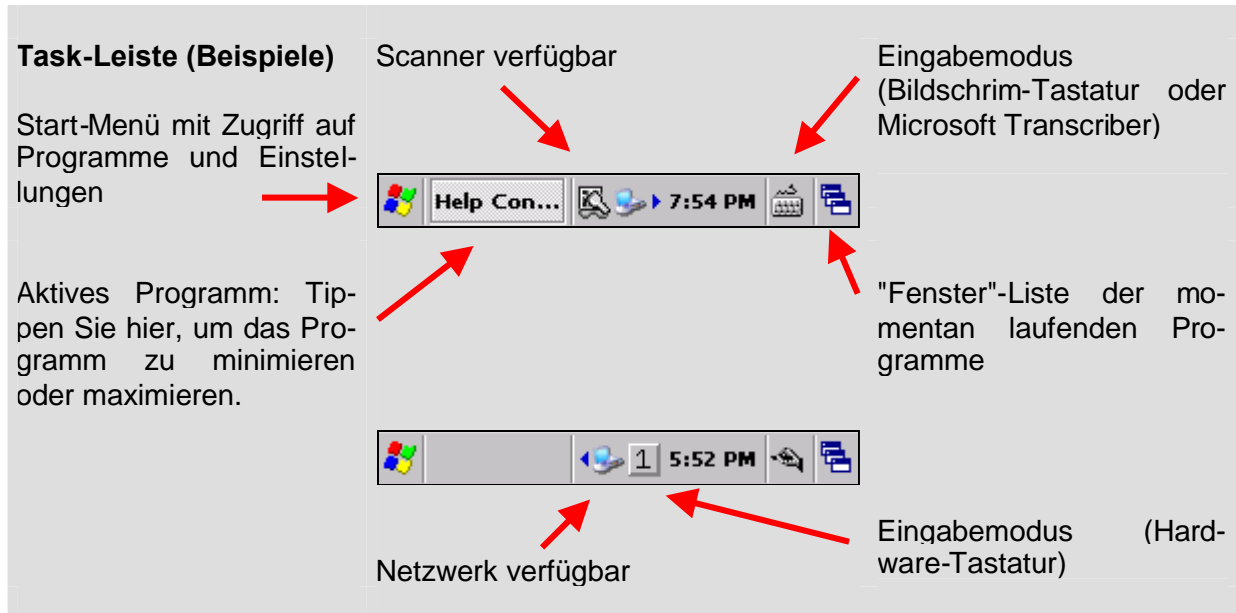 Task-Leiste (Beispiele)
Start-Menü mit Zugriff auf
Programme und Einstel-
lungen
Aktives Programm: Tip-
pen Sie hier, um das Pro-
gramm zu minimieren
oder maximieren.
Scanner verfügbar
Help Con...
7:54 PM
1
5:52 PM
Netzwerk verfügbar
Eingabemodus
(Bildschrim-Tastatur oder
Microsoft Transcriber)
"Fenster"-Liste der mo-
mentan laufenden Pro-
gramme
Eingabemodus (Hard-
ware-Tastatur)